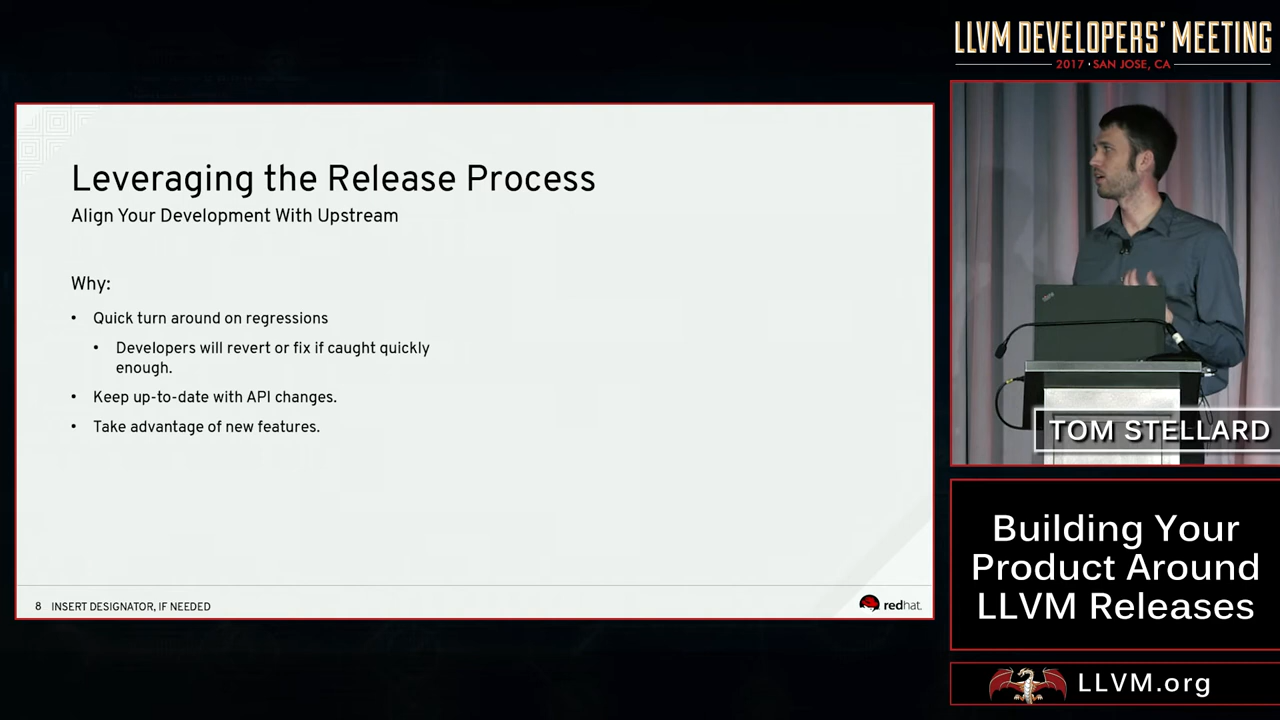 LLVM DEVELOPERS' MEETING
2017 · SAN JOSE, CA
Leveraging the Release Process
Align Your Development With Upstream
Why:
• Quick turn around on regressions
• Developers will revert or fix if caught quickly
enough.
• Keep up-to-date with API changes.
• Take advantage of new features.
8 INSERT DESIGNATOR, IF NEEDED
redhat.
TOM STELLARD
Building Your
Product Around
LLVM Releases
LLVM.org